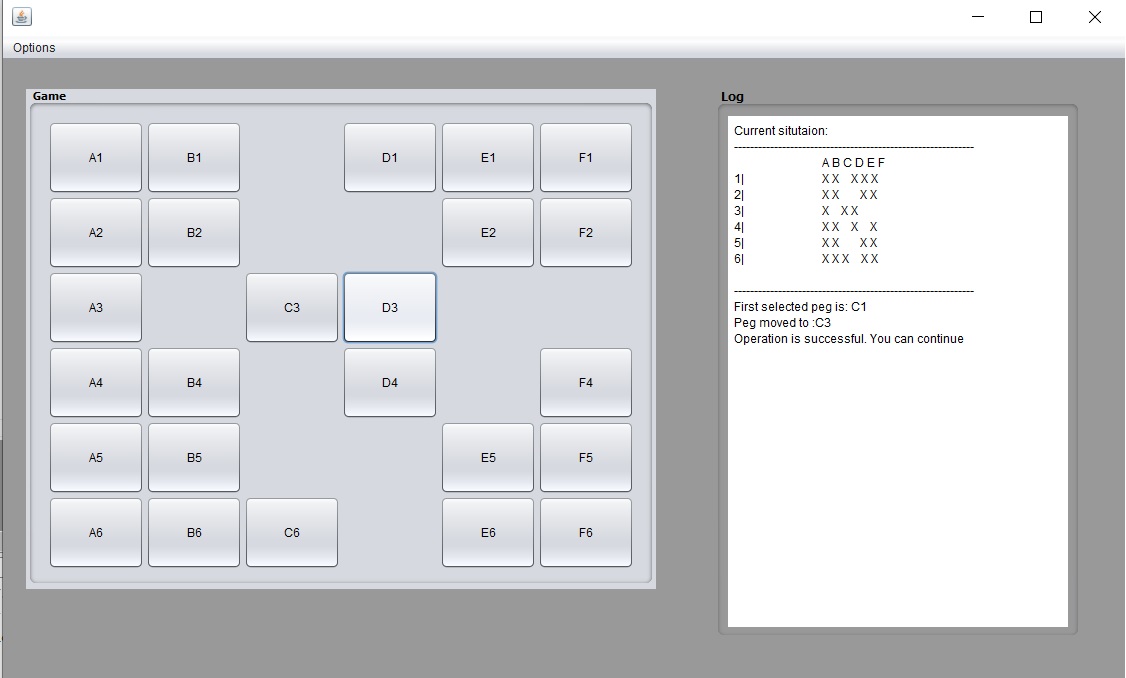 Options
Game
A1 B1 D1 E1 F1
A2 B2 E2 F2
A3 C3 D3
A4 B4 D4 F4
A5 B5 E5 F5
A6 B6 C6 E6 F6
Log
Current situtaion:
------------------------------------------------------------
A B C D E F
1| X X   X X X
2| X X     X X
3| X   X X
4| X X   X   X
5| X X     X X
6| X X X   X X
------------------------------------------------------------
First selected peg is: C1
Peg moved to :C3
Operation is successful. You can continue